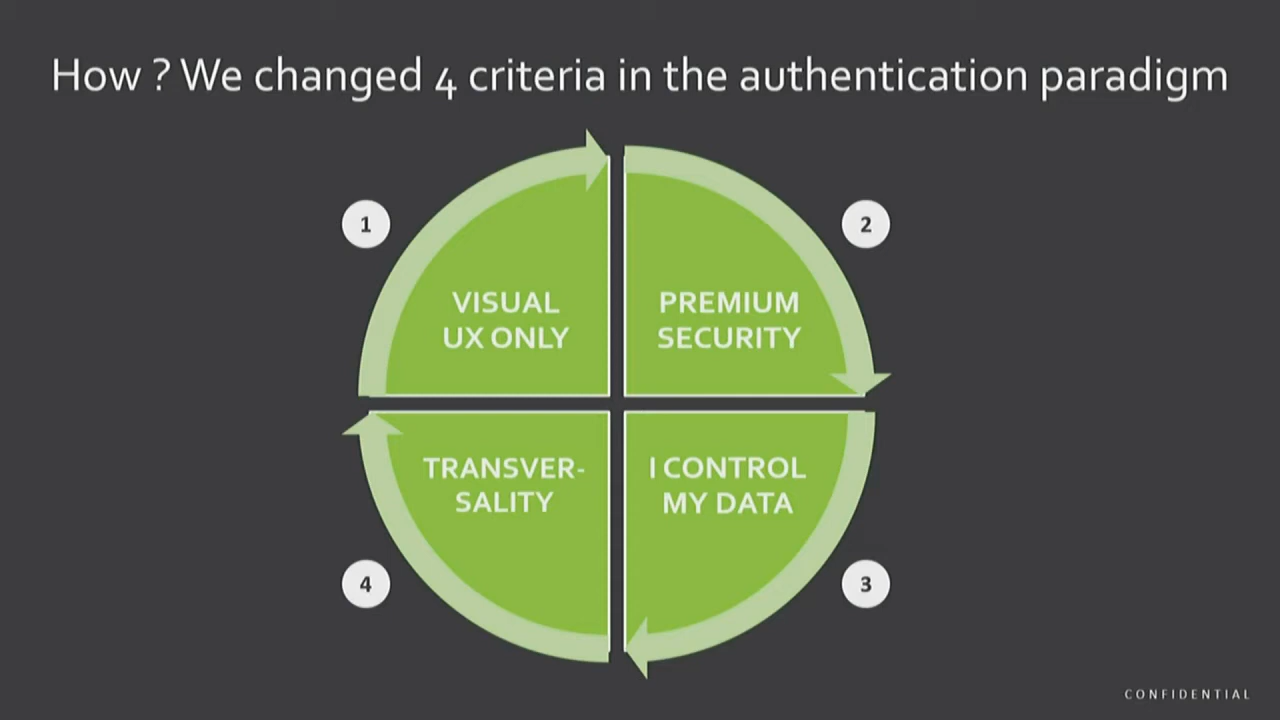 How ? We changed 4 criteria in the authentication paradigm
1
2
VISUAL
UX ONLY
PREMIUM
SECURITY
TRANSVER-
SALITY
I CONTROL
MY DATA
4
3
CONFIDENTIAL